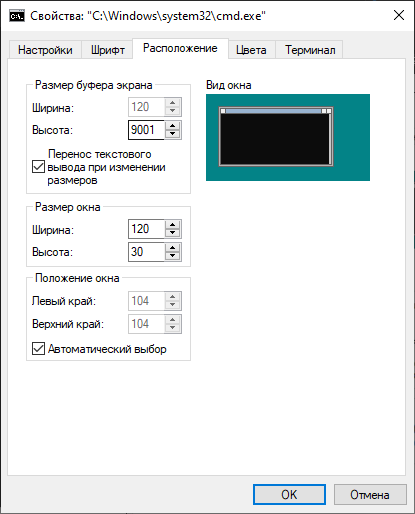 Свойства: "C:\Windows\system32\cmd.exe"
Настройки Шрифт Расположение Цвета Терминал
Размер буфера экрана
Ширина: 120
Высота: 9001
Перенос текстового
вывода при изменении
размеров
Вид окна
Размер окна
Ширина: 120
Высота: 30
Положение окна
Левый край: 104
Верхний край: 104
Автоматический выбор
OK Отмена